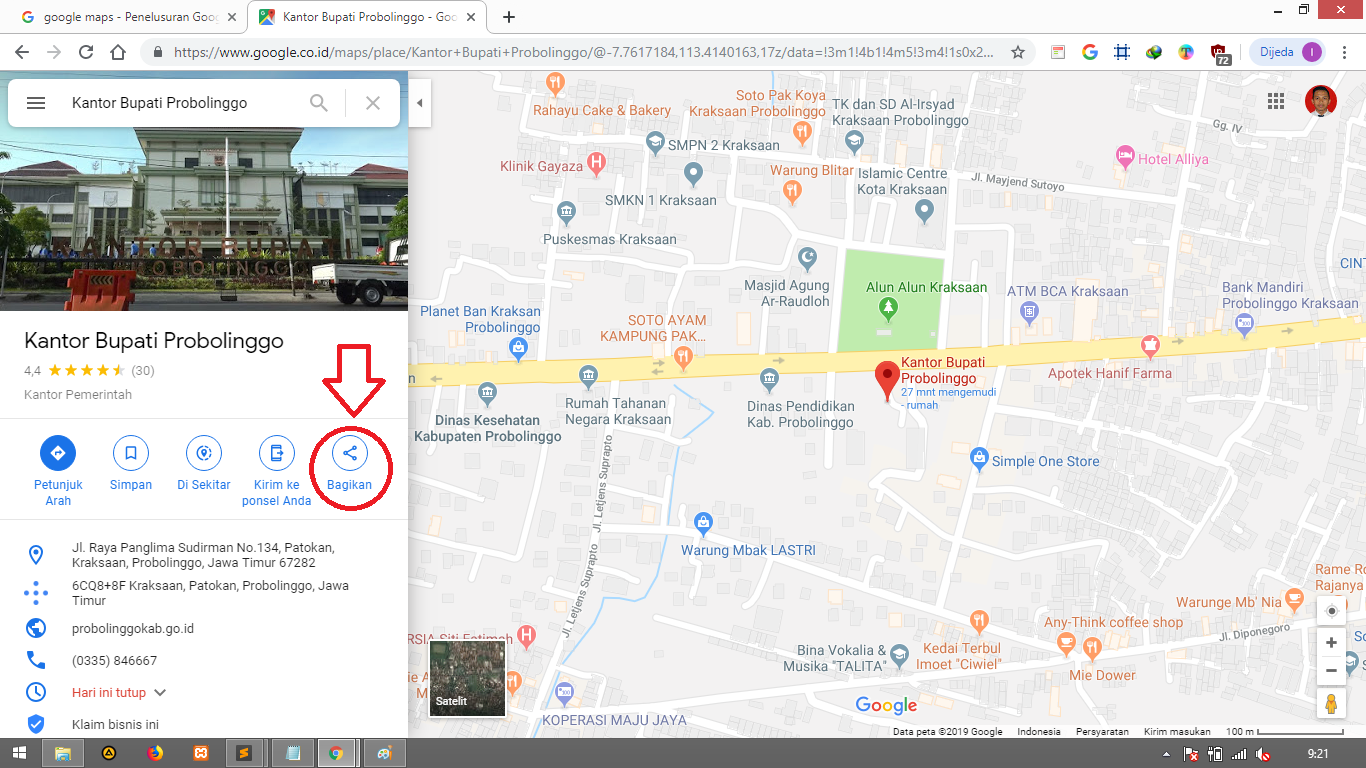 google maps - Penelusuran Goo
Kantor Bupati Probolinggo - Goo
https://www.google.co.id/maps/place/Kantor+Bupati+Probolinggo/@-7.7617184,113.4140163,17z/data=!3m1!4b1!4m5!3m4!1s0x2...
72
Dijeda
I
Kantor Bupati Probolinggo
KANTOR BUPATI
PROBOLINGGO
Kantor Bupati Probolinggo
4,4
(30)
Kantor Pemerintah
Petunjuk
Arah
Simpan
Di Sekitar
Kirim ke
ponsel Anda
Bagikan
Jl. Raya Panglima Sudirman No.134, Patokan,
Kraksaan, Probolinggo, Jawa Timur 67282
6CQ8+8F Kraksaan, Patokan, Probolinggo, Jawa
Timur
probolinggokab.go.id
(0335) 846667
Hari ini tutup
Klaim bisnis ini
Rahayu Cake & Bakery
Soto Pak Koya
Kraksaan Probolinggo
TK dan SD Al-Irsyad
Kraksaan Probolinggo
Gg. IV
SMPN 2 Kraksaan
Klinik Gayaza
Hotel Alliya
Warung Blitar
Islamic Centre
Kota Kraksaan
Jl. Mayjend Sutoyo
SMKN 1 Kraksaan
Puskesmas Kraksaan
Masjid Agung
Ar-Raudloh
CINT
Alun Alun Kraksaan
ATM BCA Kraksaan
Bank Mandiri
Probolinggo Kraksaan
Planet Ban Kraksan
Probolinggo
SOTO AYAM
KAMPUNG PAK...
Kantor Bupati
Probolinggo
27 mnt mengemudi
- rumah
Apotek Hanif Farma
Rumah Tahanan
Negara Kraksaan
Dinas Pendidikan
Kab. Probolinggo
Dinas Kesehatan
Kabupaten Probolinggo
Simple One Store
Jl. Letjens Suprapto
Warung Mbak LASTRI
Jl. Letjens Suprapto
Rame Ro
Rajanya
Warunge Mb' Nia
Any-Think coffee shop
Jl. Diponegoro
RSIA Siti Fatimah
Bina Vokalia &
Musika "TALITA"
Kedai Terbul
Imoet "Ciwiel"
Mie Dower
Satelit
KOPERASI MAJU JAYA
Google
Data peta ©2019 Google
Indonesia
Persyaratan
Kirim masukan
100 m
9:21